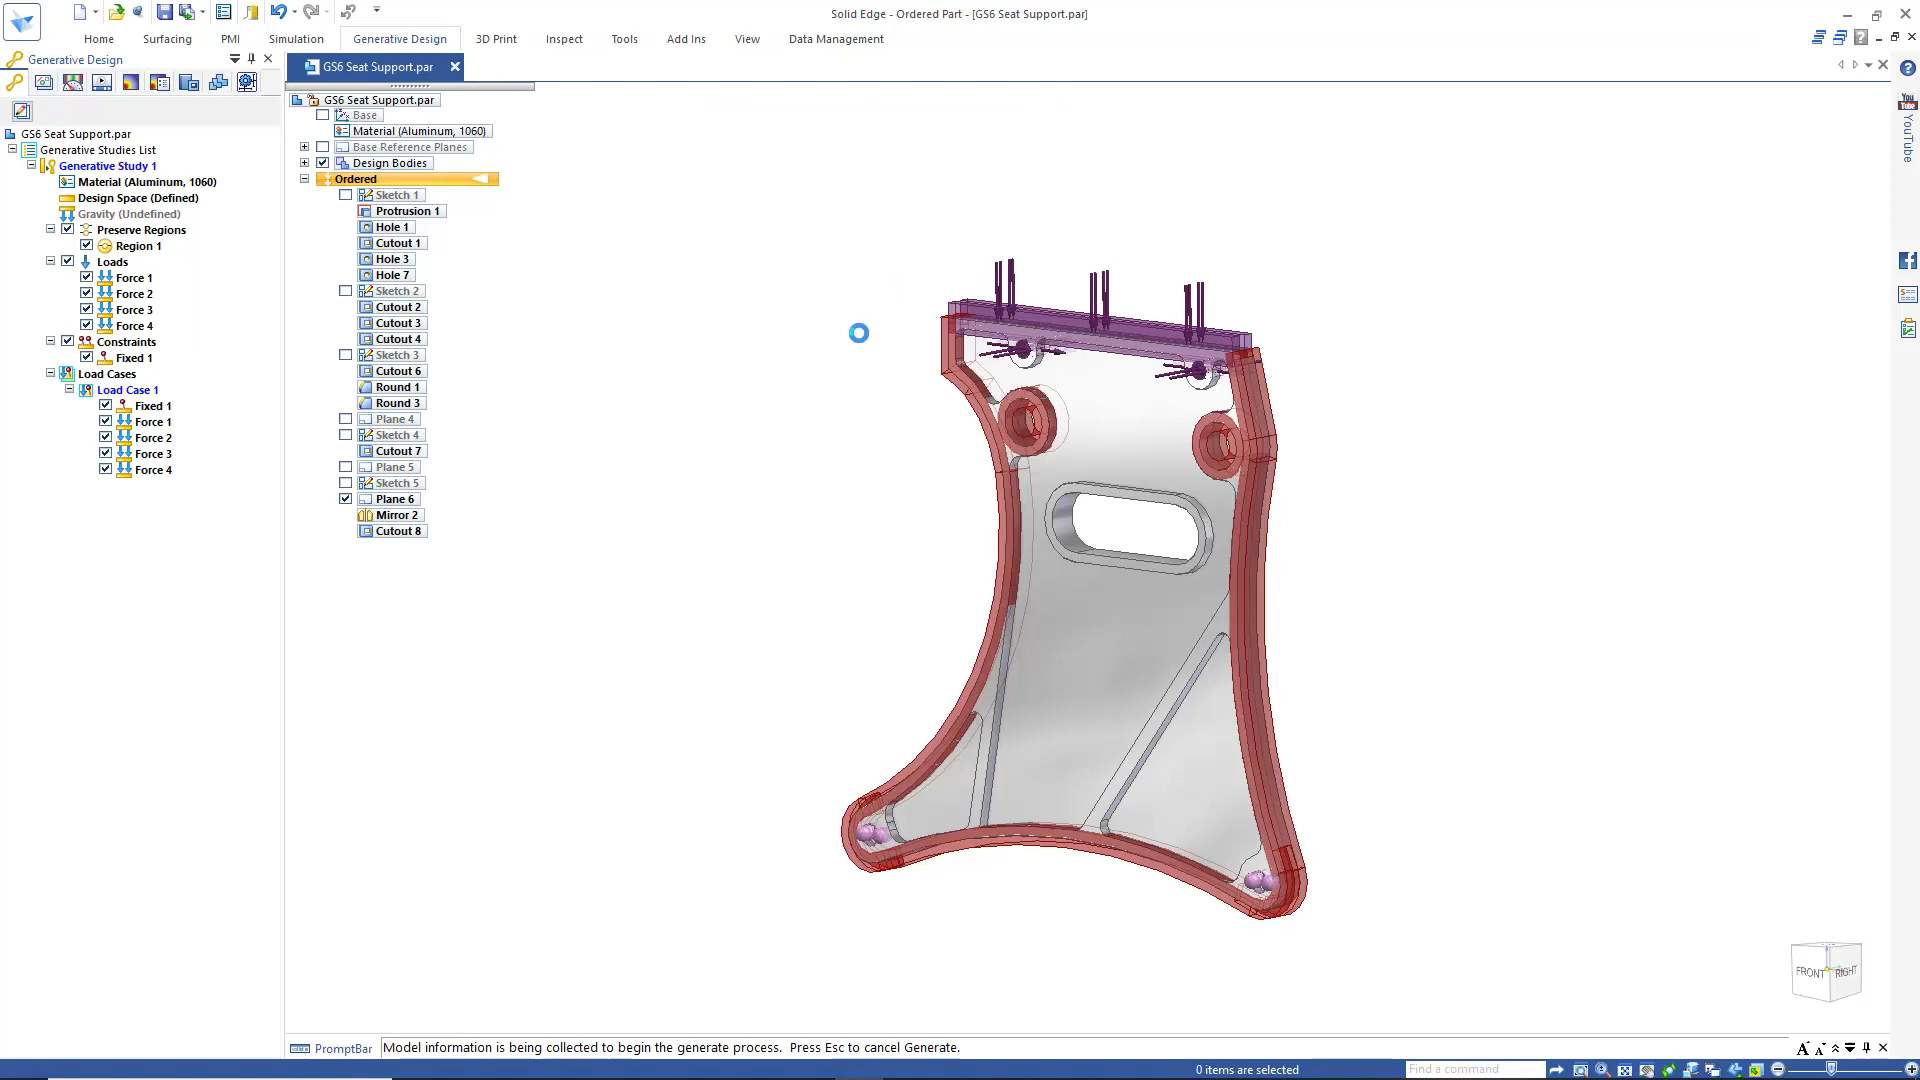 Solid Edge - Ordered Part - [GS6 Seat Support.par]
Home
Surfacing
PMI
Simulation
Generative Design
3D Print
Inspect
Tools
Add Ins
View
Data Management
Generative Design
GS6 Seat Support.par
GS6 Seat Support.par
Generative Studies List
Generative Study 1
Material (Aluminum, 1060)
Design Space (Defined)
Gravity (Undefined)
Preserve Regions
Region 1
Loads
Force 1
Force 2
Force 3
Force 4
Constraints
Fixed 1
Load Cases
Load Case 1
Fixed 1
Force 1
Force 2
Force 3
Force 4
GS6 Seat Support.par
Base
Material (Aluminum, 1060)
Base Reference Planes
Design Bodies
Ordered
Sketch 1
Protrusion 1
Hole 1
Cutout 1
Hole 3
Hole 7
Sketch 2
Cutout 2
Cutout 3
Cutout 4
Sketch 3
Cutout 6
Round 1
Round 3
Plane 4
Sketch 4
Cutout 7
Plane 5
Sketch 5
Plane 6
Mirror 2
Cutout 8
You
Tube
YouTube
FRONT
RIGHT
PromptBar
Model information is being collected to begin the generate process. Press Esc to cancel Generate.
0 items are selected
Find a command